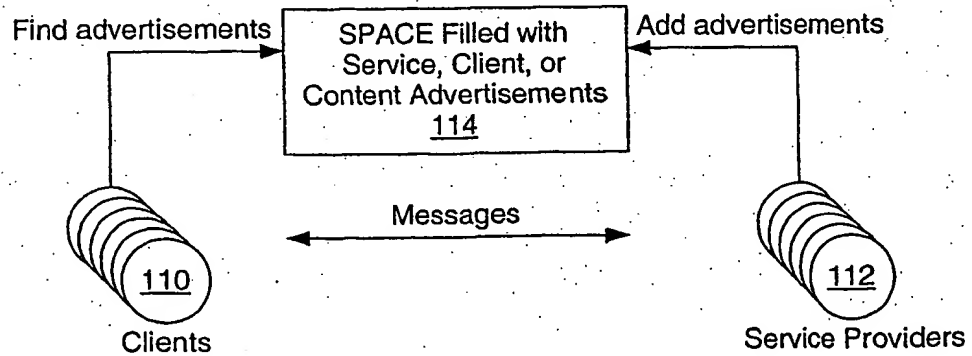 Find advertisements
SPACE Filled with
Service, Client, or
Content Advertisements
114
Add advertisements
Messages
110
Clients
112
Service Providers